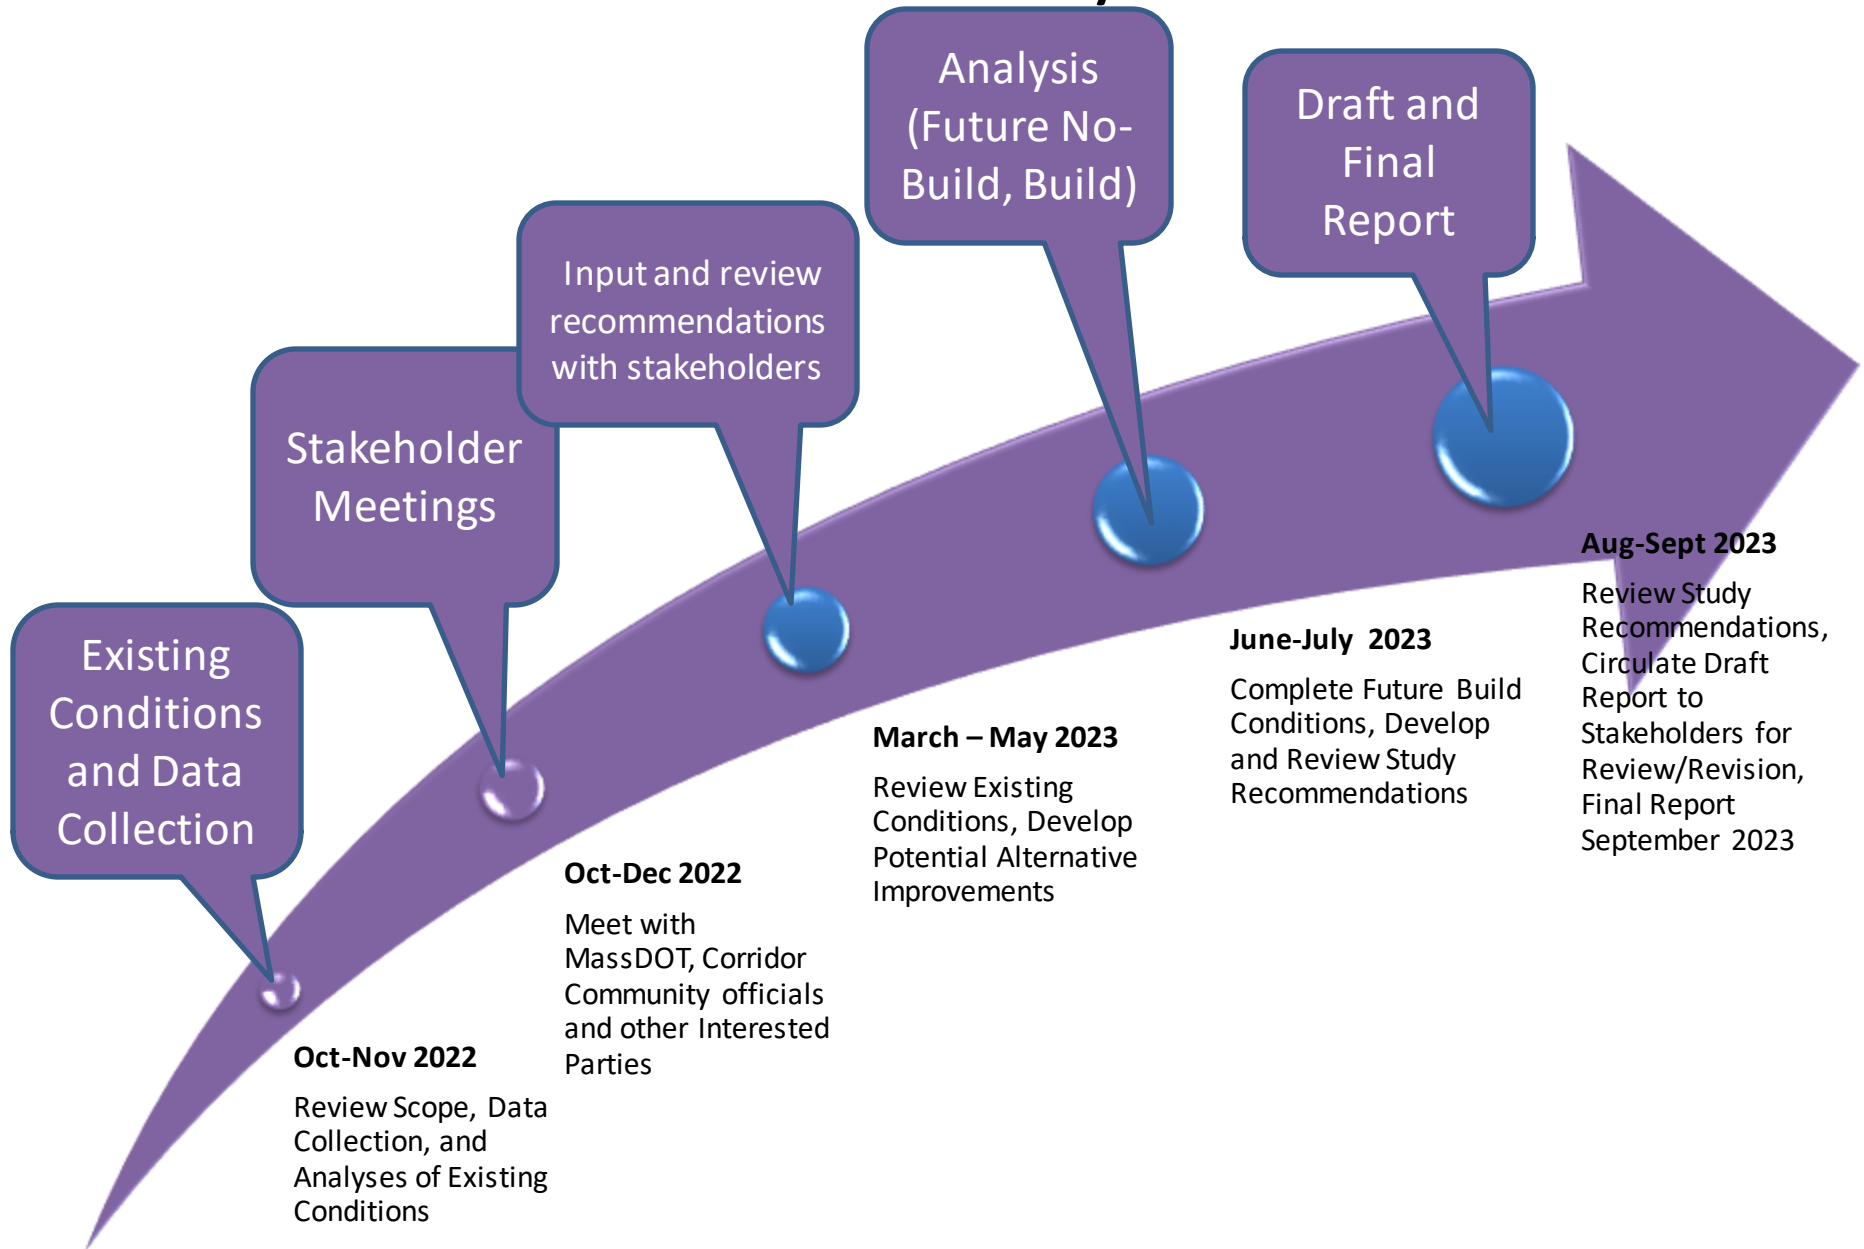 Existing
Conditions
and Data
Collection
Oct-Nov 2022
Review Scope, Data
Collection, and
Analyses of Existing
Conditions
Stakeholder
Meetings
Oct-Dec 2022
Meet with
MassDOT, Corridor
Community officials
and other Interested
Parties
Input and review
recommendations
with stakeholders
March – May 2023
Review Existing
Conditions, Develop
Potential Alternative
Improvements
Analysis
(Future No-
Build, Build)
June-July 2023
Complete Future Build
Conditions, Develop
and Review Study
Recommendations
Draft and
Final
Report
Aug-Sept 2023
Review Study
Recommendations,
Circulate Draft
Report to
Stakeholders for
Review/Revision,
Final Report
September 2023